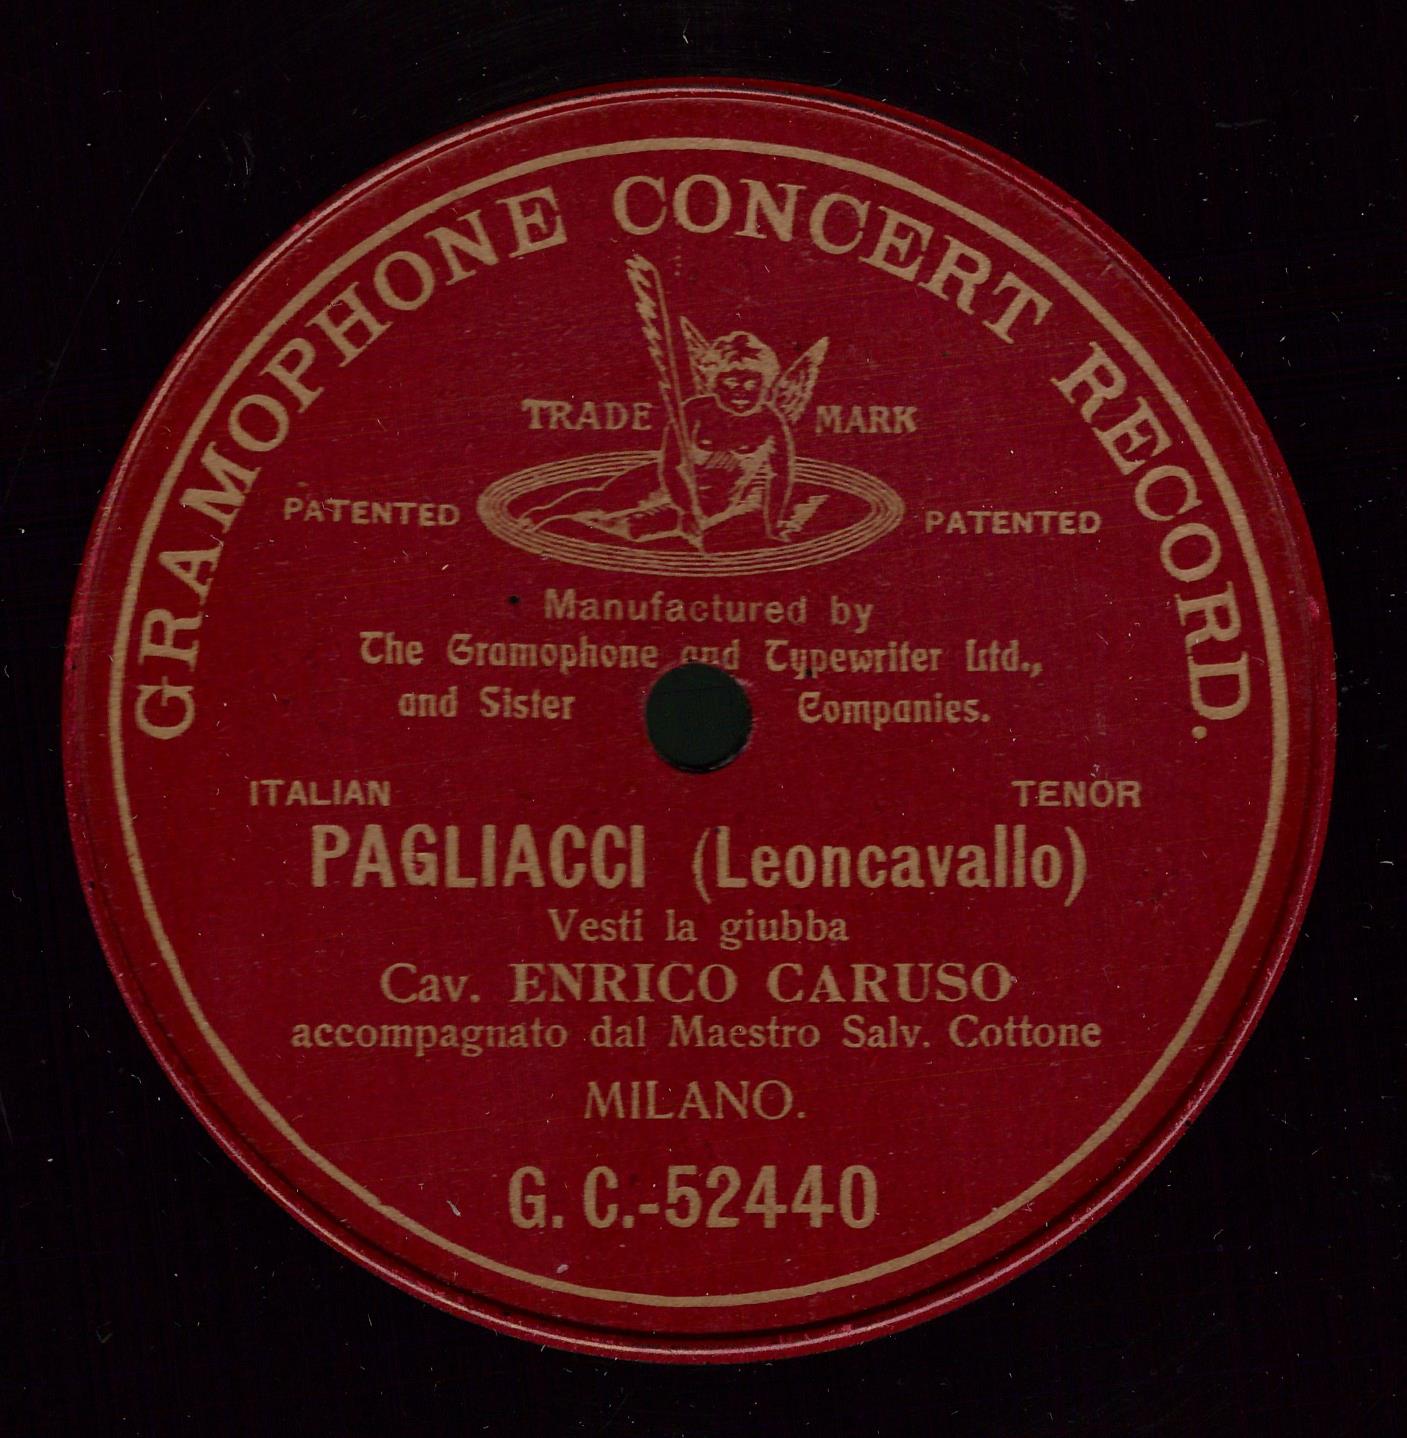 GRAMOPHONE CONCERT RECORD.
TRADE MARK
PATENTED PATENTED
Manufactured by
The Gramophone and Typewriter Ltd.,
and Sister Companies.
ITALIAN TENOR
PAGLIACCI (Leoncavallo)
Vesti la giubba
Cav. ENRICO CARUSO
accompagnato dal Maestro Salv. Cottone
MILANO.
G. C.-52440